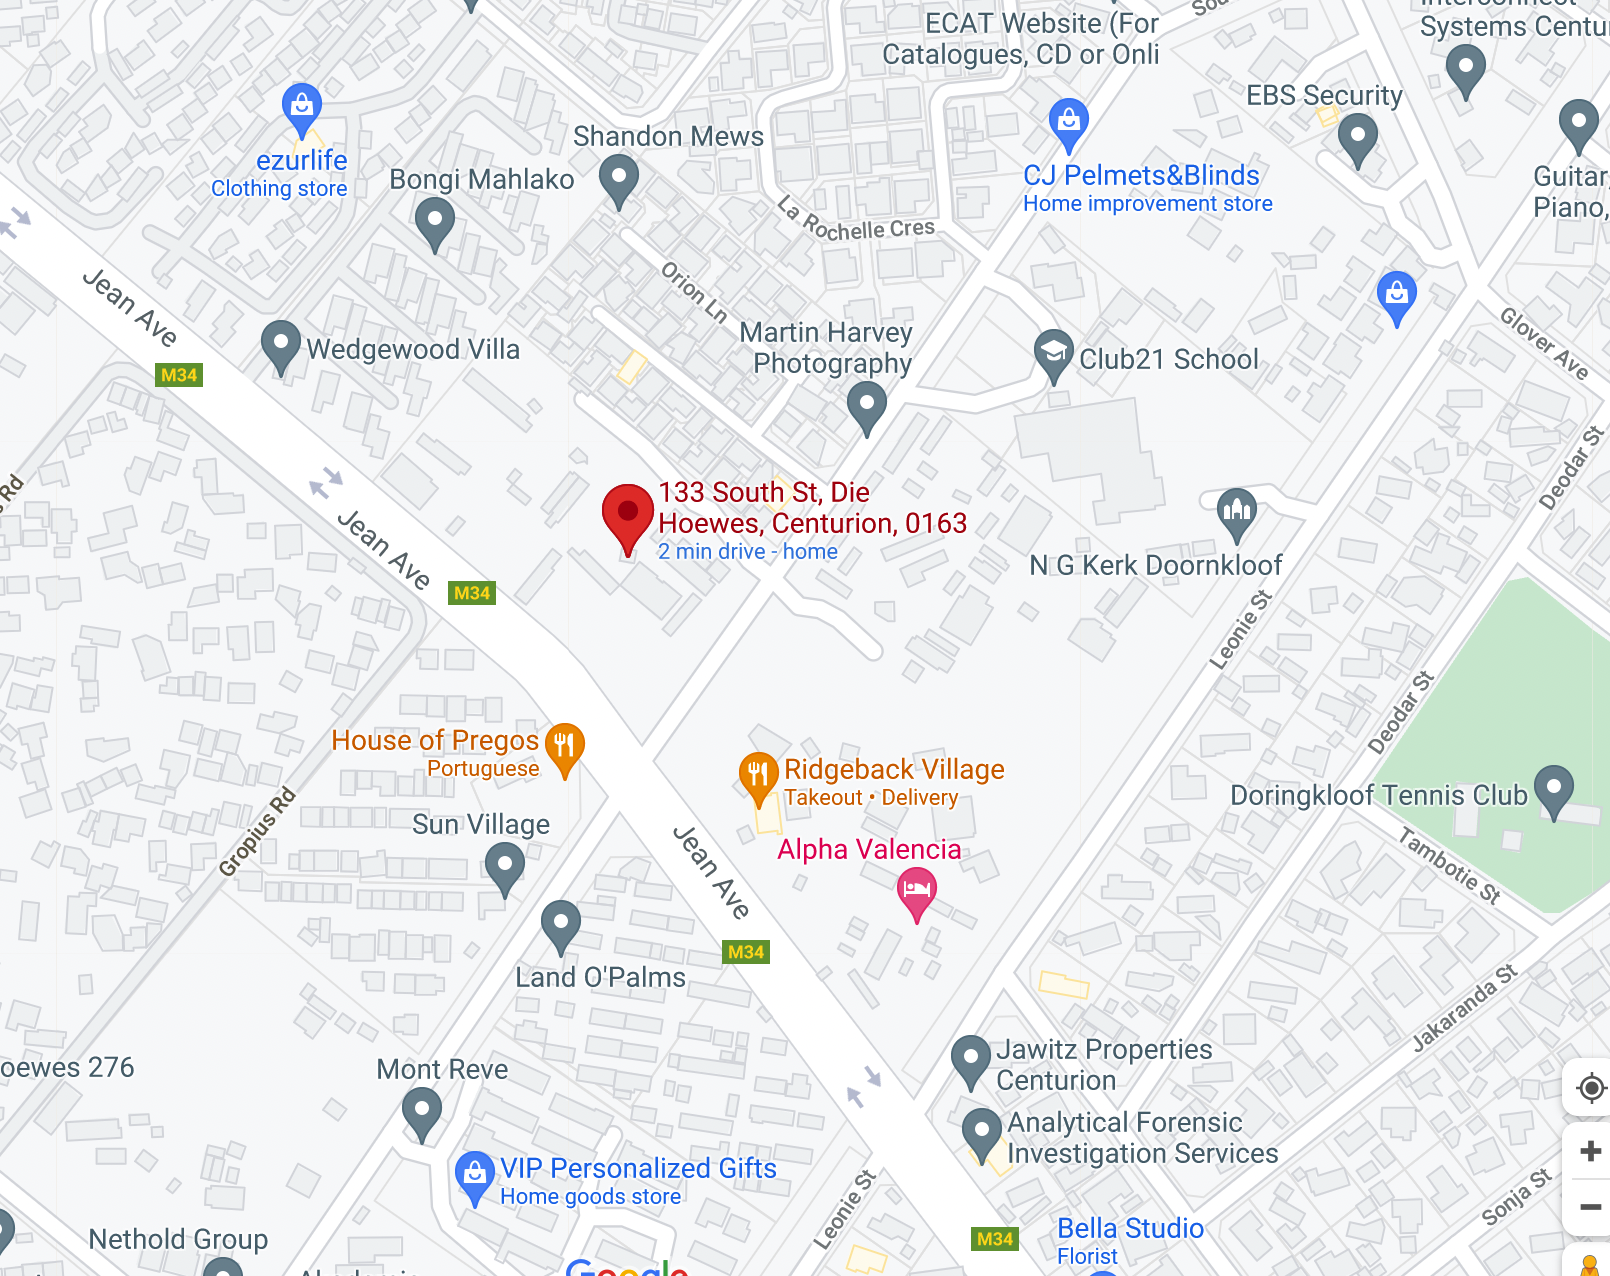 ECAT Website (For
Catalogues, CD or Onli
Systems Centu
EBS Security
Shandon Mews
ezurlife
Clothing store
Bongi Mahlako
CJ Pelmets&Blinds
Home improvement store
Guitar,
Piano,
La Rochelle Cres
Orion Ln
Jean Ave
M34
Wedgewood Villa
Martin Harvey
Photography
Club21 School
Glover Ave
Deodar St
Rd
133 South St, Die
Hoewes, Centurion, 0163
2 min drive - home
Jean Ave
M34
N G Kerk Doornkloof
Leonie St
Deodar St
House of Pregos
Portuguese
Ridgeback Village
Takeout • Delivery
Doringkloof Tennis Club
Sun Village
Gropius Rd
Jean Ave
Alpha Valencia
Tambotie St
M34
Land O'Palms
Jakaranda St
oewes 276
Mont Reve
Jawitz Properties
Centurion
Analytical Forensic
Investigation Services
VIP Personalized Gifts
Home goods store
Leonie St
Sonja St
Nethold Group
M34
Bella Studio
Florist
Google